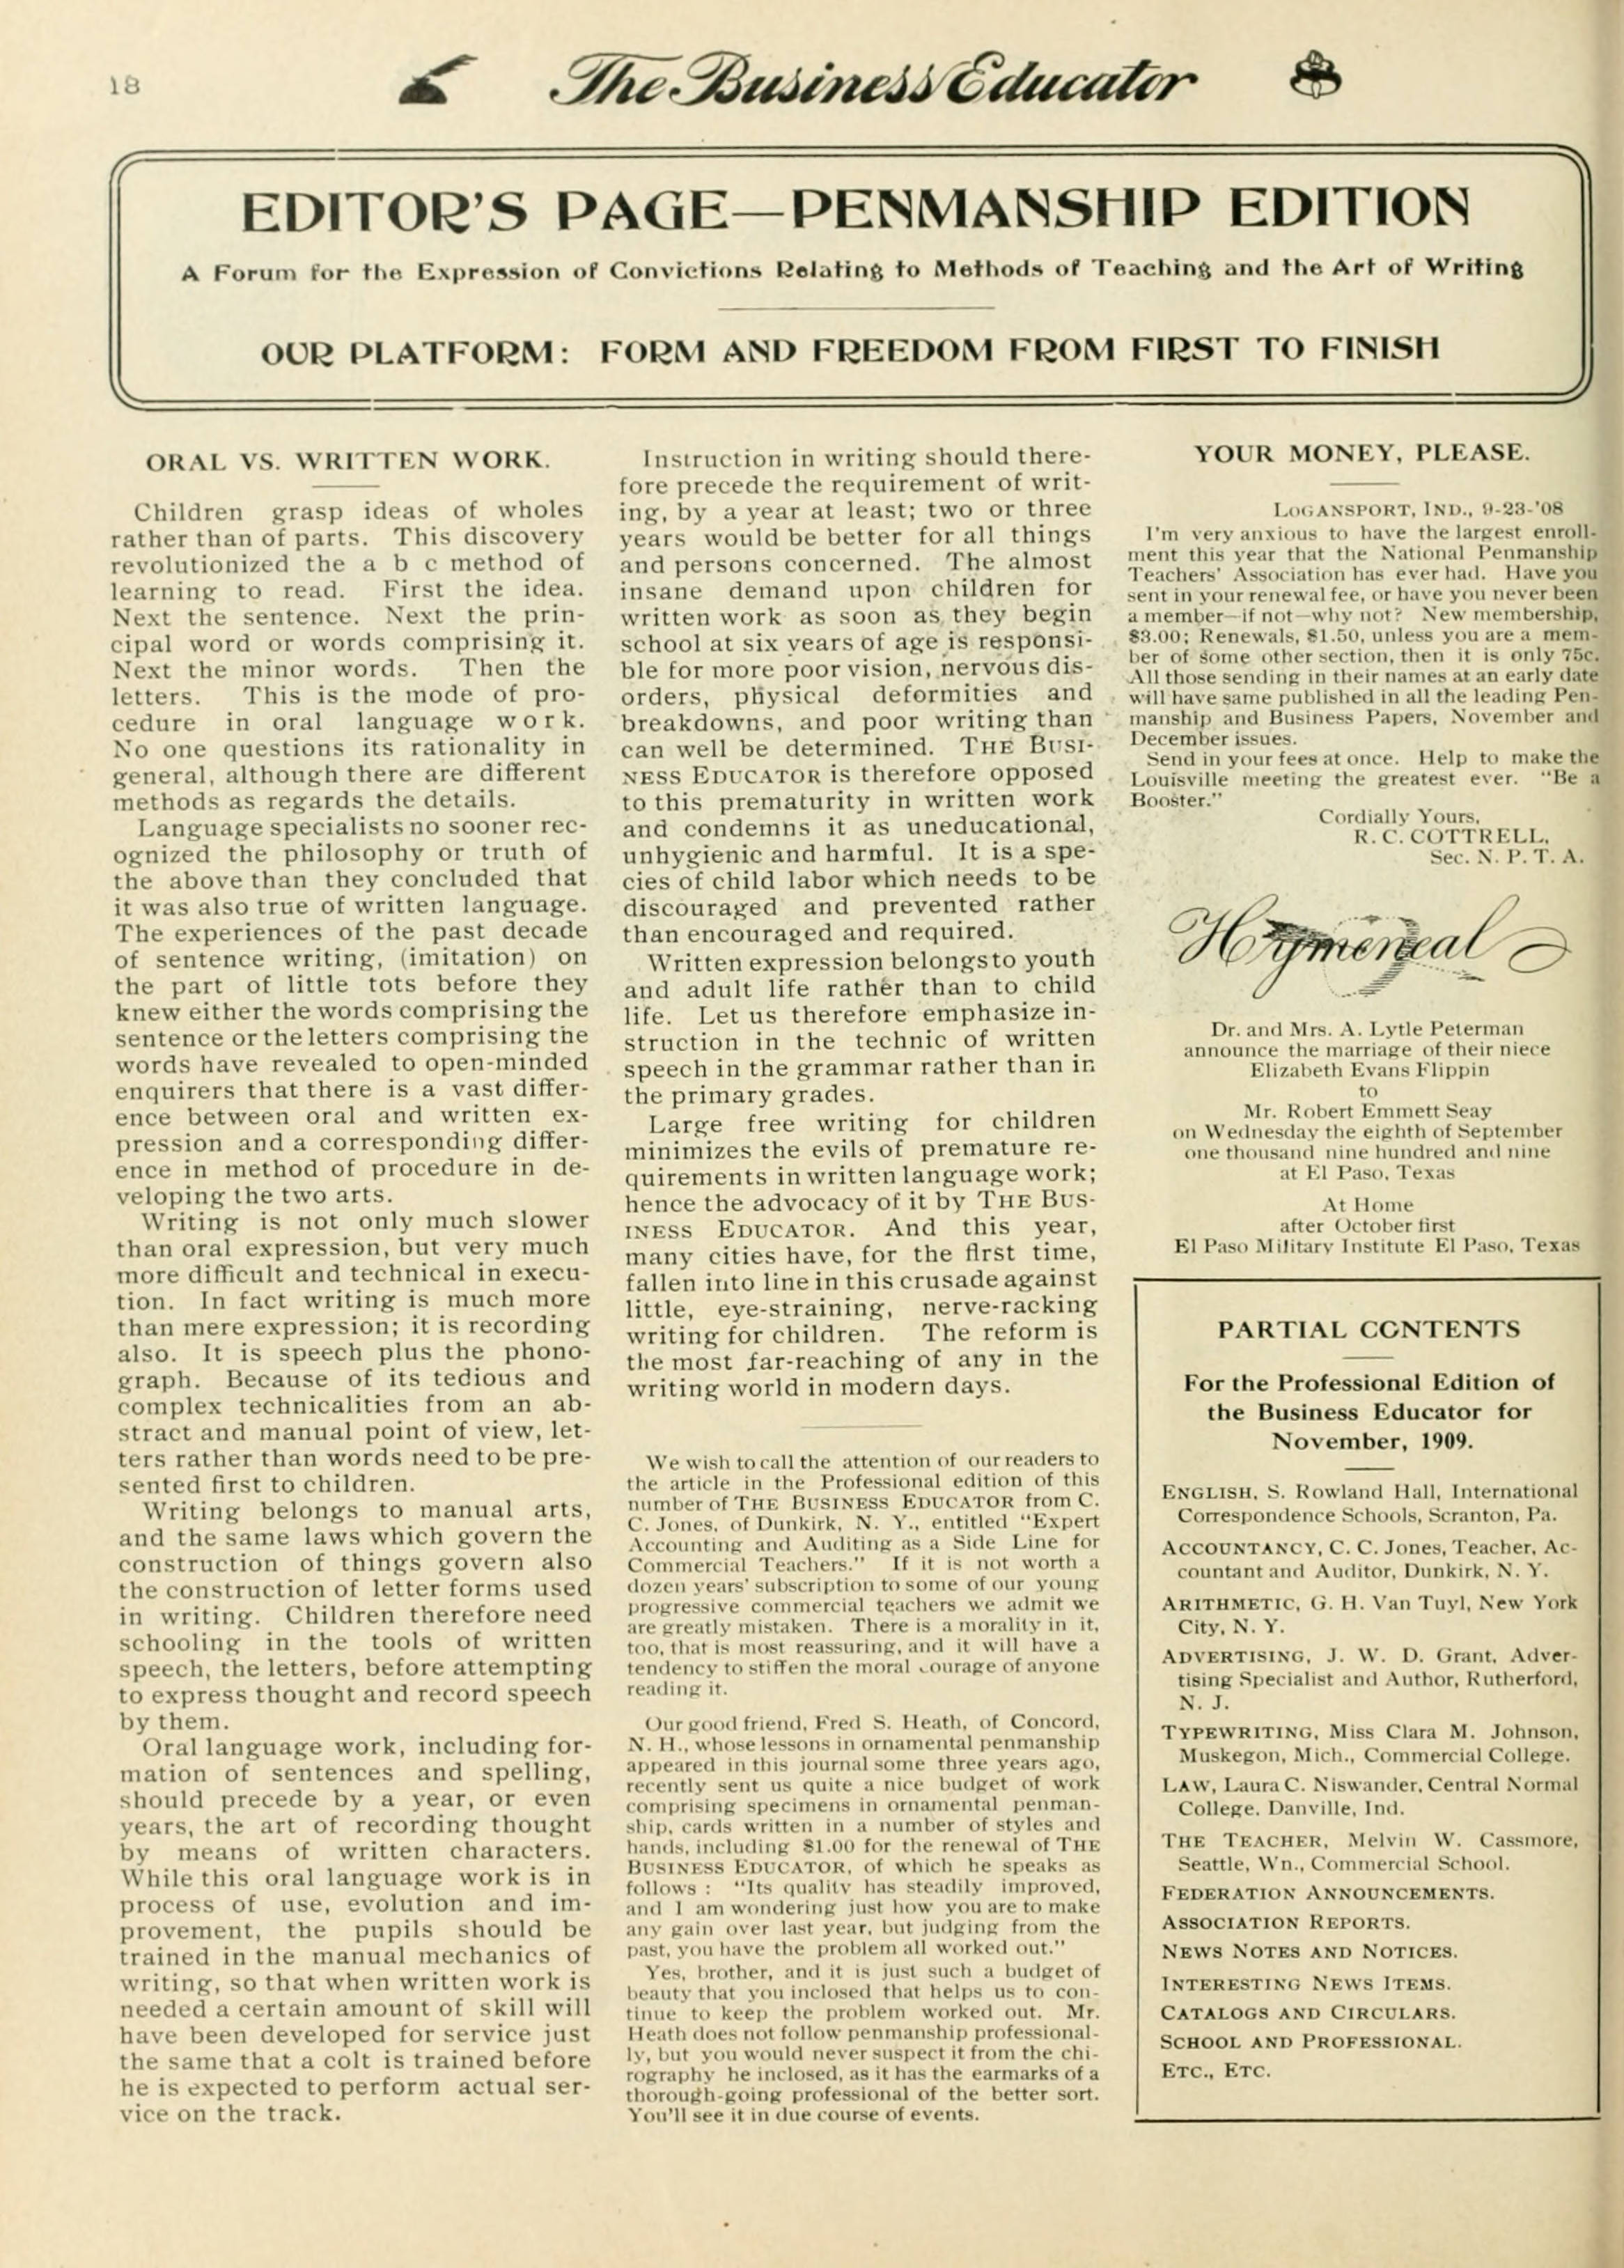 18
The Business Educator
EDITOR'S PAGE—PENMANSHIP EDITION
A Forum for the Expression of Convictions Relating to Methods of Teaching and the Art of Writing
OUR PLATFORM: FORM AND FREEDOM FROM FIRST TO FINISH
ORAL VS. WRITTEN WORK.
Children grasp ideas of wholes
rather than of parts. This discovery
revolutionized the a b c method of
learning to read. First the idea.
Next the sentence. Next the prin-
cipal word or words comprising it.
Next the minor words. Then the
letters. This is the mode of pro-
cedure in oral language work.
No one questions its rationality in
general, although there are different
methods as regards the details.
Language specialists no sooner rec-
ognized the philosophy or truth of
the above than they concluded that
it was also true of written language.
The experiences of the past decade
of sentence writing, (imitation) on
the part of little tots before they
knew either the words comprising the
sentence or the letters comprising the
words have revealed to open-minded
enquirers that there is a vast differ-
ence between oral and written ex-
pression and a corresponding differ-
ence in method of procedure in de-
veloping the two arts.
Writing is not only much slower
than oral expression, but very much
more difficult and technical in execu-
tion. In fact writing is much more
than mere expression; it is recording
also. It is speech plus the phono-
graph. Because of its tedious and
complex technicalities from an ab-
stract and manual point of view, let-
ters rather than words need to be pre-
sented first to children.
Writing belongs to manual arts,
and the same laws which govern the
construction of things govern also
the construction of letter forms used
in writing. Children therefore need
schooling in the tools of written
speech, the letters, before attempting
to express thought and record speech
by them.
Oral language work, including for-
mation of sentences and spelling,
should precede by a year, or even
years, the art of recording thought
by means of written characters.
While this oral language work is in
process of use, evolution and im-
provement, the pupils should be
trained in the manual mechanics of
writing, so that when written work is
needed a certain amount of skill will
have been developed for service just
the same that a colt is trained before
he is expected to perform actual ser-
vice on the track.
Instruction in writing should there-
fore precede the requirement of writ-
ing, by a year at least; two or three
years would be better for all things
and persons concerned. The almost
insane demand upon children for
written work as soon as they begin
school at six years of age is responsi-
ble for more poor vision, nervous dis-
orders, physical deformities and
breakdowns, and poor writing than
can well be determined. THE BUSI-
NESS EDUCATOR is therefore opposed
to this prematurity in written work
and condemns it as uneducational,
unhygienic and harmful. It is a spe-
cies of child labor which needs to be
discouraged and prevented rather
than encouraged and required.
Written expression belongs to youth
and adult life rather than to child
life. Let us therefore emphasize in-
struction in the technic of written
speech in the grammar rather than in
the primary grades.
Large free writing for children
minimizes the evils of premature re-
quirements in written language work;
hence the advocacy of it by THE BUS-
INESS EDUCATOR. And this year,
many cities have, for the first time,
fallen into line in this crusade against
little, eye-straining, nerve-racking
writing for children. The reform is
the most far-reaching of any in the
writing world in modern days.
We wish to call the attention of our readers to
the article in the Professional edition of this
number of THE BUSINESS EDUCATOR from C.
C. Jones, of Dunkirk, N. Y., entitled "Expert
Accounting and Auditing as a Side Line for
Commercial Teachers." If it is not worth a
dozen years' subscription to some of our young
progressive commercial teachers we admit we
are greatly mistaken. There is a morality in it,
too, that is most reassuring, and it will have a
tendency to stiffen the moral courage of anyone
reading it.
Our good friend, Fred S. Heath, of Concord,
N. H., whose lessons in ornamental penmanship
appeared in this journal some three years ago,
recently sent us quite a nice budget of work
comprising specimens in ornamental penman-
ship, cards written in a number of styles and
hands, including $1.00 for the renewal of THE
BUSINESS EDUCATOR, of which he speaks as
follows : "Its quality has steadily improved,
and I am wondering just how you are to make
any gain over last year, but judging from the
past, you have the problem all worked out."
Yes, brother, and it is just such a budget of
beauty that you inclosed that helps us to con-
tinue to keep the problem worked out. Mr.
Heath does not follow penmanship professional-
ly, but you would never suspect it from the chi-
rography he inclosed, as it has the earmarks of a
thorough-going professional of the better sort.
You'll see it in due course of events.
YOUR MONEY, PLEASE.
LOGANSPORT, IND., 9-23-'08
I'm very anxious to have the largest enroll-
ment this year that the National Penmanship
Teachers' Association has ever had. Have you
sent in your renewal fee, or have you never been
a member—if not—why not? New membership,
$3.00; Renewals, $1.50, unless you are a mem-
ber of some other section, then it is only 75c.
All those sending in their names at an early date
will have same published in all the leading Pen-
manship and Business Papers, November and
December issues.
Send in your fees at once. Help to make the
Louisville meeting the greatest ever. "Be a
Booster."
Cordially Yours,
R. C. COTTRELL,
Sec. N. P. T. A.
Hymeneal
Dr. and Mrs. A. Lytle Peterman
announce the marriage of their niece
Elizabeth Evans Flippin
to
Mr. Robert Emmett Seay
on Wednesday the eighth of September
one thousand nine hundred and nine
at El Paso, Texas
At Home
after October first
El Paso Military Institute El Paso, Texas
PARTIAL CONTENTS
For the Professional Edition of
the Business Educator for
November, 1909.
ENGLISH, S. Rowland Hall, International
Correspondence Schools, Scranton, Pa.
ACCOUNTANCY, C. C. Jones, Teacher, Ac-
countant and Auditor, Dunkirk, N. Y.
ARITHMETIC, G. H. Van Tuyl, New York
City, N. Y.
ADVERTISING, J. W. D. Grant, Adver-
tising Specialist and Author, Rutherford,
N. J.
TYPEWRITING, Miss Clara M. Johnson,
Muskegon, Mich., Commercial College.
LAW, Laura C. Niswander, Central Normal
College, Danville, Ind.
THE TEACHER, Melvin W. Cassmore,
Seattle, Wn., Commercial School.
FEDERATION ANNOUNCEMENTS.
ASSOCIATION REPORTS.
NEWS NOTES AND NOTICES.
INTERESTING NEWS ITEMS.
CATALOGS AND CIRCULARS.
SCHOOL AND PROFESSIONAL.
ETC., ETC.